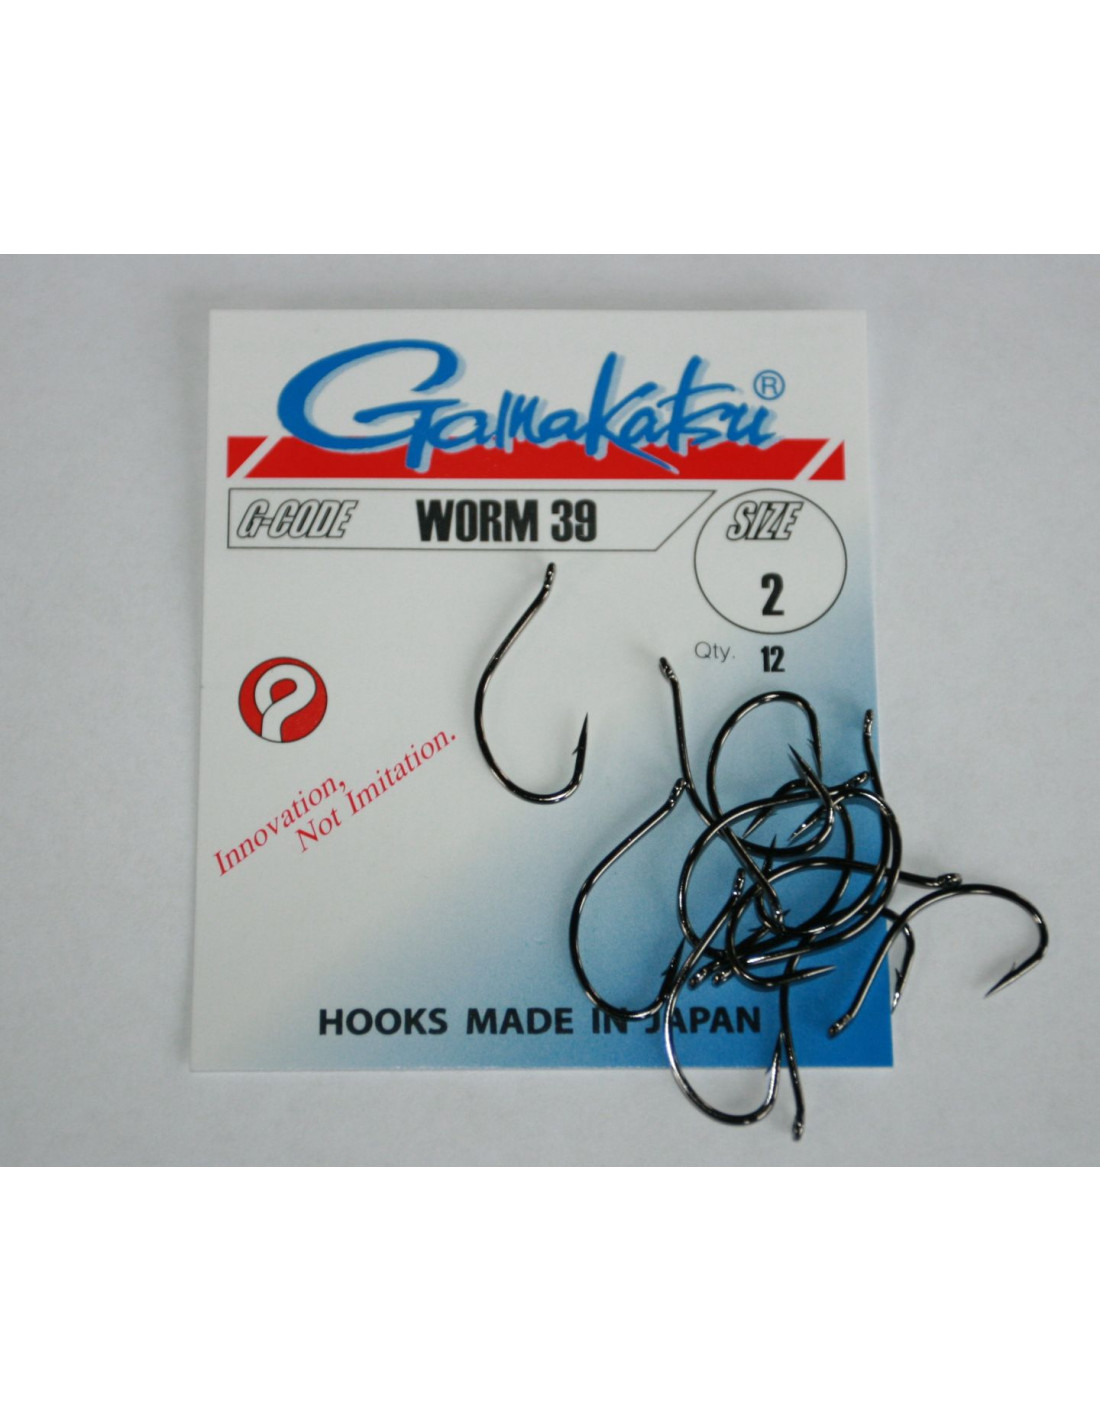 Gamakatsu®
G-CODE WORM 39
SIZE
2
Qty. 12
Innovation,
Not Imitation.
HOOKS MADE IN JAPAN